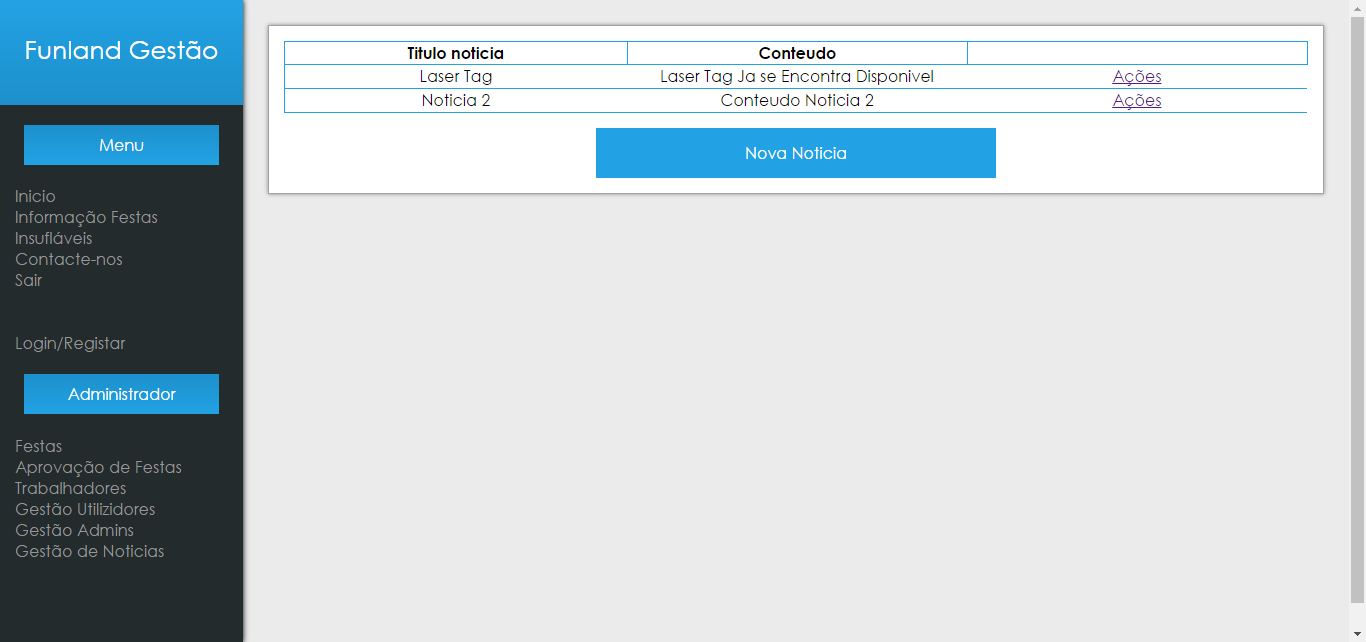 Funland Gestão
Menu
Inicio
Informação Festas
Insufláveis
Contacte-nos
Sair
Login/Registar
Administrador
Festas
Aprovação de Festas
Trabalhadores
Gestão Utilizidores
Gestão Admins
Gestão de Noticias
Titulo noticia Conteudo
Laser Tag Laser Tag Ja se Encontra Disponivel Ações
Noticia 2 Conteudo Noticia 2 Ações
Nova Noticia